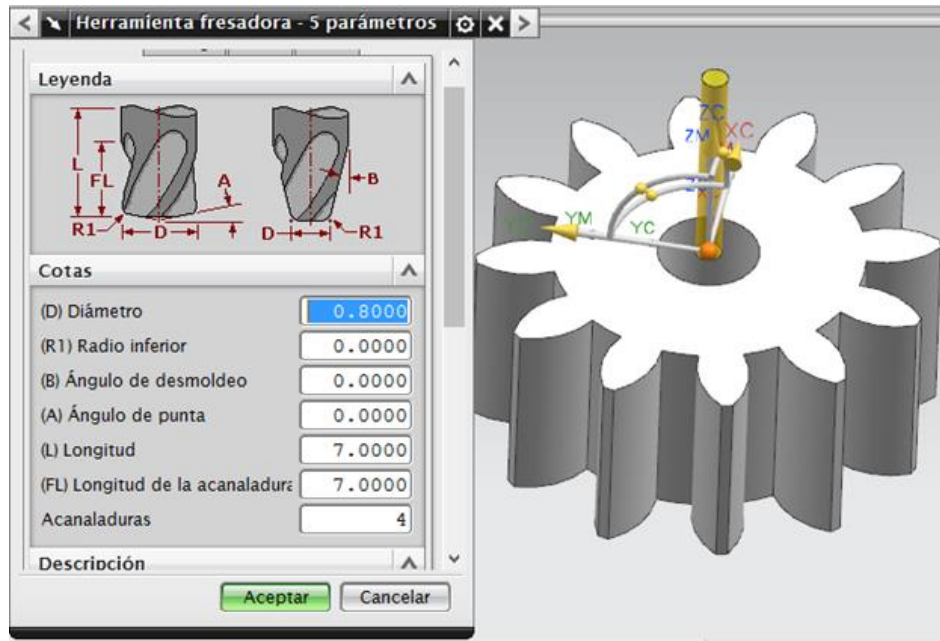 Herramienta fresadora - 5 parámetros
Leyenda
L
FL
A
R1
D
B
D
R1
Cotas
(D) Diámetro 0.8000
(R1) Radio inferior 0.0000
(B) Ángulo de desmoldeo 0.0000
(A) Ángulo de punta 0.0000
(L) Longitud 7.0000
(FL) Longitud de la acanaladura 7.0000
Acanaladuras 4
Descripción
Aceptar Cancelar
ZC
ZM XC
YM YC